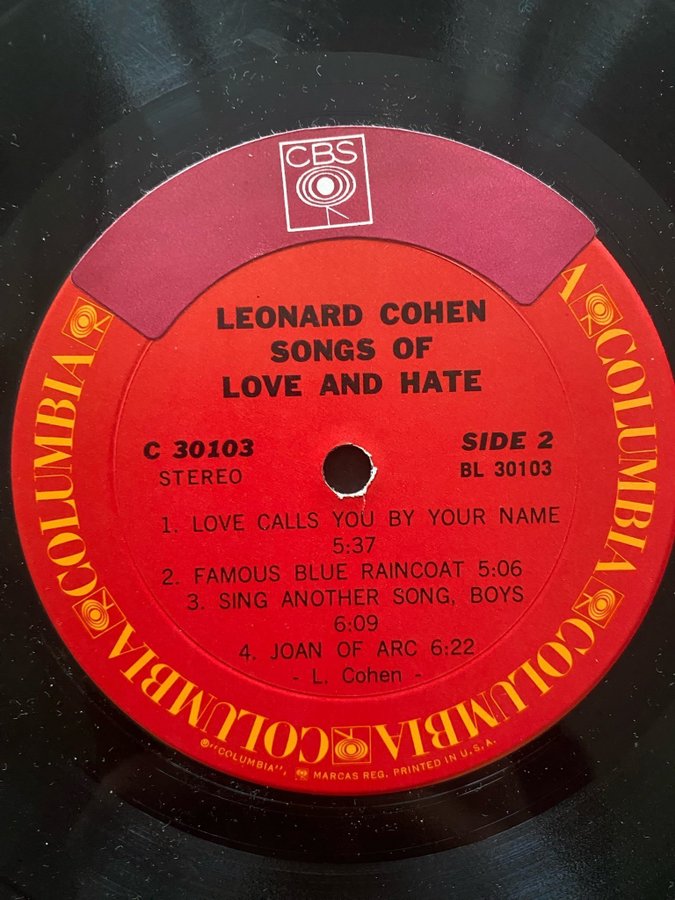 CBS
LEONARD COHEN
SONGS OF
LOVE AND HATE
C 30103
STEREO
SIDE 2
BL 30103
1. LOVE CALLS YOU BY YOUR NAME
5:37
2. FAMOUS BLUE RAINCOAT 5:06
3. SING ANOTHER SONG, BOYS
6:09
4. JOAN OF ARC 6:22
- L. Cohen -
COLUMBIA
COLUMBIA
COLUMBIA
COLUMBIA
COLUMBIA
A
®"COLUMBIA", MARCAS REG. PRINTED IN U.S.A.